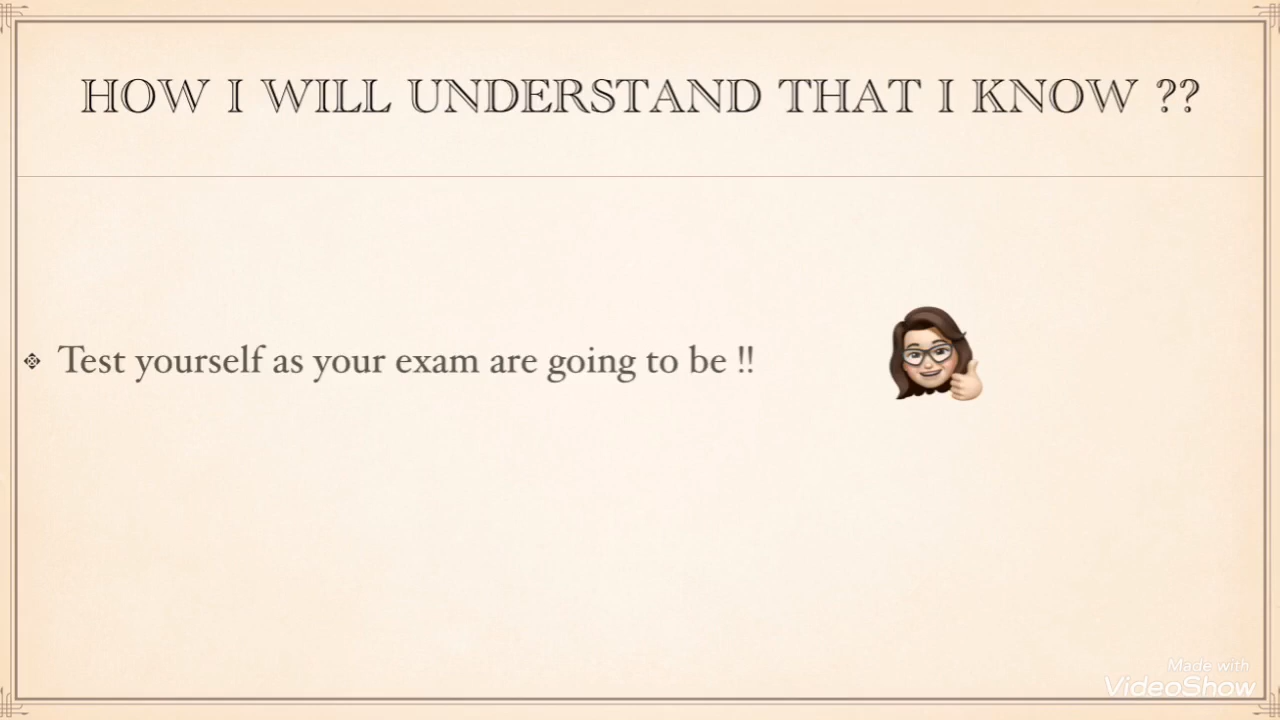 HOW I WILL UNDERSTAND THAT I KNOW ??
Test yourself as your exam are going to be !!
Made with
VideoShow